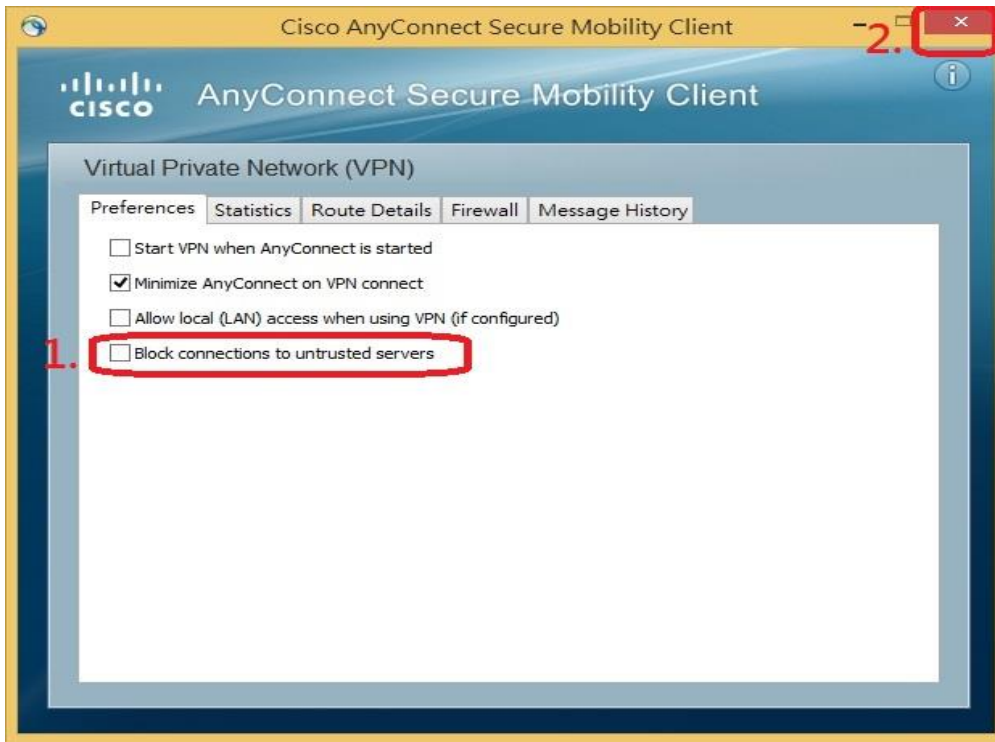 Cisco AnyConnect Secure Mobility Client
2.
CISCO AnyConnect Secure Mobility Client
Virtual Private Network (VPN)
Preferences Statistics Route Details Firewall Message History
Start VPN when AnyConnect is started
Minimize AnyConnect on VPN connect
Allow local (LAN) access when using VPN (if configured)
1. Block connections to untrusted servers